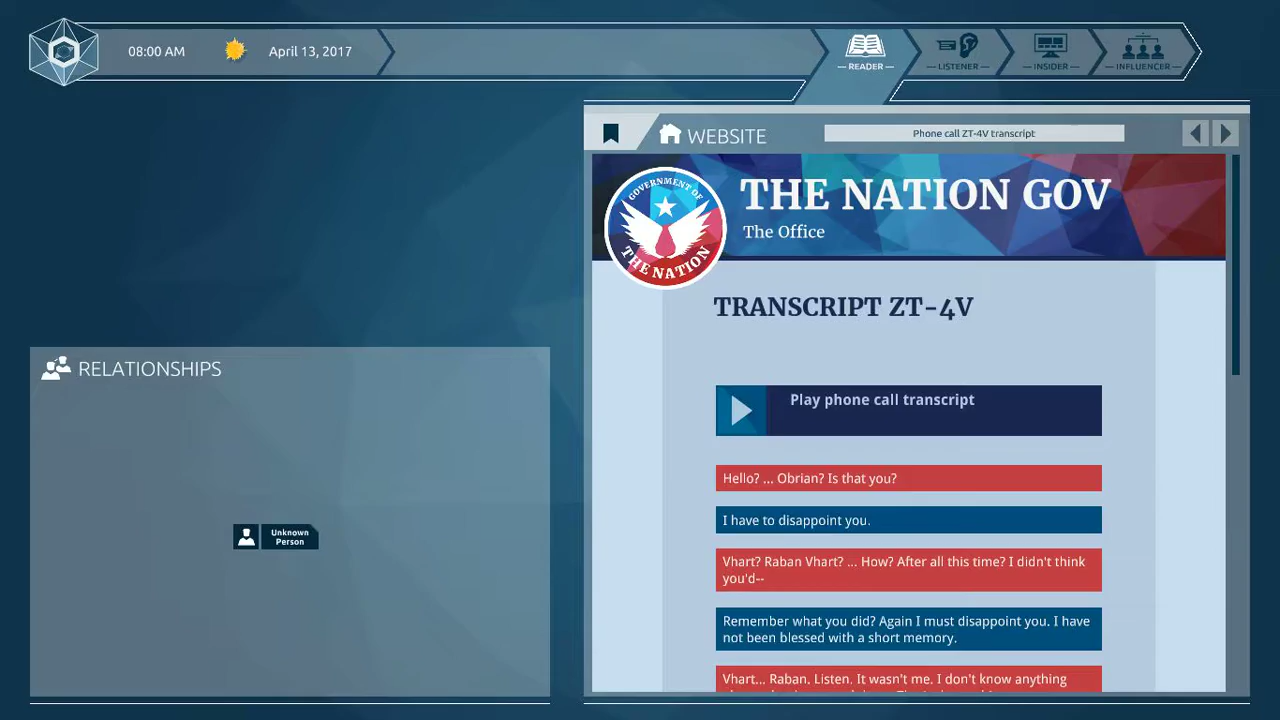 08:00 AM
April 13, 2017
READER
LISTENER
INSIDER
INFLUENCER
WEBSITE
Phone call ZT-4V transcript
GOVERNMENT OF
THE NATION
THE NATION GOV
The Office
TRANSCRIPT ZT-4V
Play phone call transcript
Hello? ... Obrian? Is that you?
I have to disappoint you.
Vhart? Raban Vhart? ... How? After all this time? I didn't think
you'd--
Remember what you did? Again I must disappoint you. I have
not been blessed with a short memory.
Vhart... Raban. Listen. It wasn't me. I don't know anything
RELATIONSHIPS
Unknown
Person